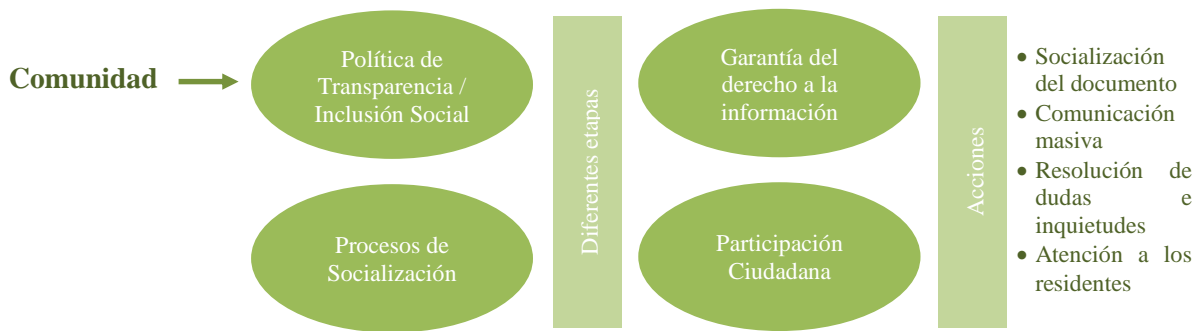 Comunidad
Política de
Transparencia /
Inclusión Social
Procesos de
Socialización
Diferentes etapas
Garantía del
derecho a la
información
Participación
Ciudadana
Acciones
• Socialización
del documento
• Comunicación
masiva
• Resolución de
dudas e
inquietudes
• Atención a los
residentes